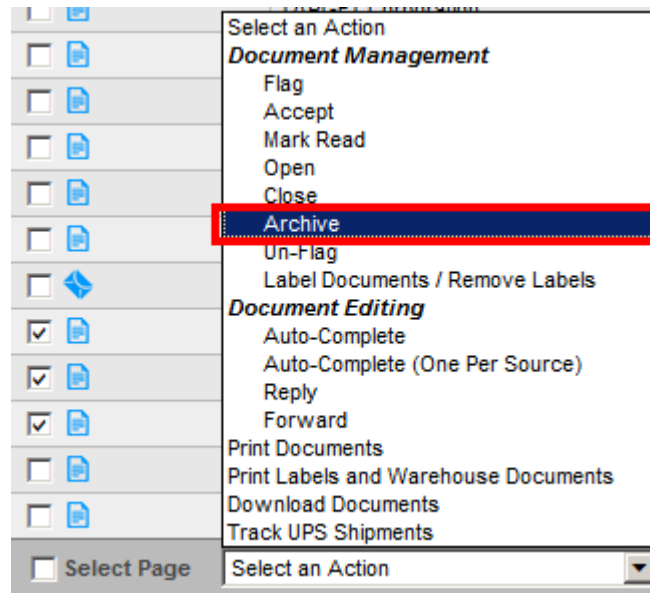 Select an Action
Document Management
Flag
Accept
Mark Read
Open
Close
Archive
Un-Flag
Label Documents / Remove Labels
Document Editing
Auto-Complete
Auto-Complete (One Per Source)
Reply
Forward
Print Documents
Print Labels and Warehouse Documents
Download Documents
Track UPS Shipments
Select Page
Select an Action